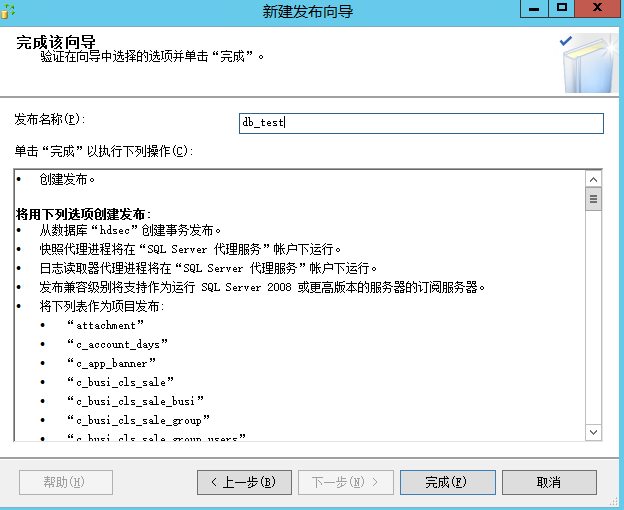 新建发布向导
完成该向导
验证在向导中选择的选项并单击“完成”。
发布名称(P):
db_test
单击“完成”以执行下列操作(C):
• 创建发布。
将用下列选项创建发布:
• 从数据库“hdsec”创建事务发布。
• 快照代理进程将在“SQL Server 代理服务”帐户下运行。
• 日志读取器代理进程将在“SQL Server 代理服务”帐户下运行。
• 发布兼容级别将支持作为运行 SQL Server 2008 或更高版本的服务器的订阅服务器。
• 将下列表作为项目发布:
• “attachment”
• “c_account_days”
• “c_app_banner”
• “c_busi_cls_sale”
• “c_busi_cls_sale_busi”
• “c_busi_cls_sale_group”
• “c_busi_cls_sale_group_users”
帮助(H)
< 上一步(B)
下一步(N) >
完成(F)
取消